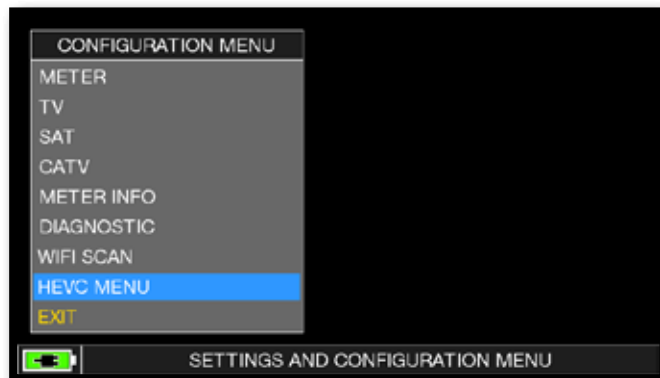 CONFIGURATION MENU
METER
TV
SAT
CATV
METER INFO
DIAGNOSTIC
WIFI SCAN
HEVC MENU
EXIT
SETTINGS AND CONFIGURATION MENU